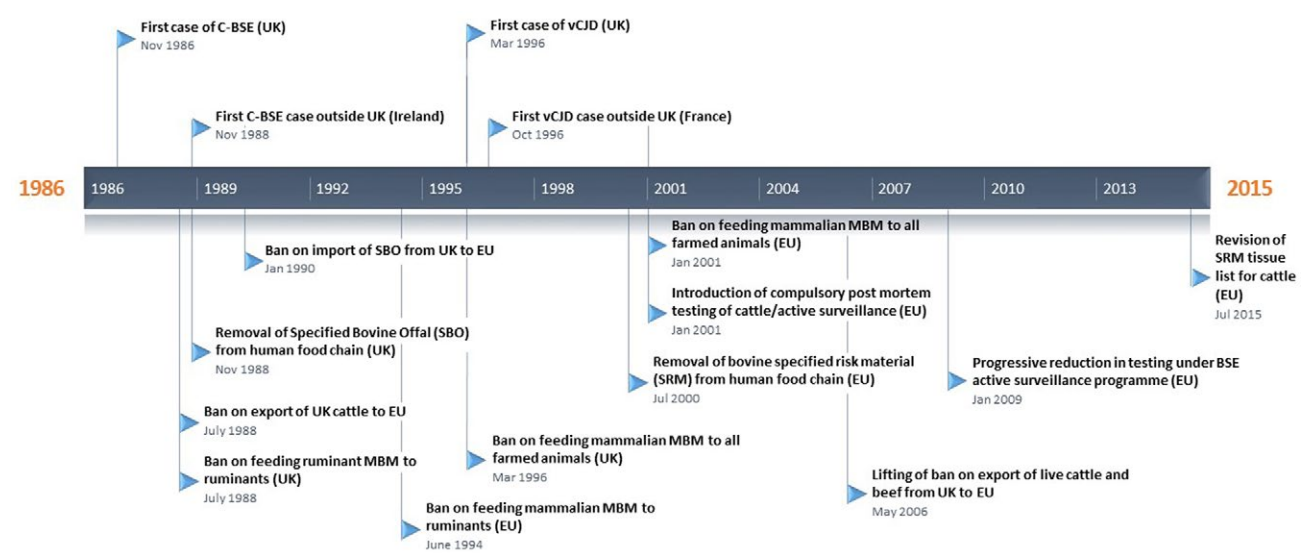 First case of C-BSE (UK)
Nov 1986
First case of vCJD (UK)
Mar 1996
First C-BSE case outside UK (Ireland)
Nov 1988
First vCJD case outside UK (France)
Oct 1996
1986
1986
1989
1992
1995
1998
2001
2004
2007
2010
2013
2015
Ban on feeding mammalian MBM to all
farmed animals (EU)
Jan 2001
Revision of
SRM tissue
list for cattle
(EU)
Jul 2015
Ban on import of SBO from UK to EU
Jan 1990
Introduction of compulsory post mortem
testing of cattle/active surveillance (EU)
Jan 2001
Removal of Specified Bovine Offal (SBO)
from human food chain (UK)
Nov 1988
Removal of bovine specified risk material
(SRM) from human food chain (EU)
Jul 2000
Progressive reduction in testing under BSE
active surveillance programme (EU)
Jan 2009
Ban on export of UK cattle to EU
July 1988
Ban on feeding ruminant MBM to
ruminants (UK)
July 1988
Ban on feeding mammalian MBM to all
farmed animals (UK)
Mar 1996
Lifting of ban on export of live cattle and
beef from UK to EU
May 2006
Ban on feeding mammalian MBM to
ruminants (EU)
June 1994